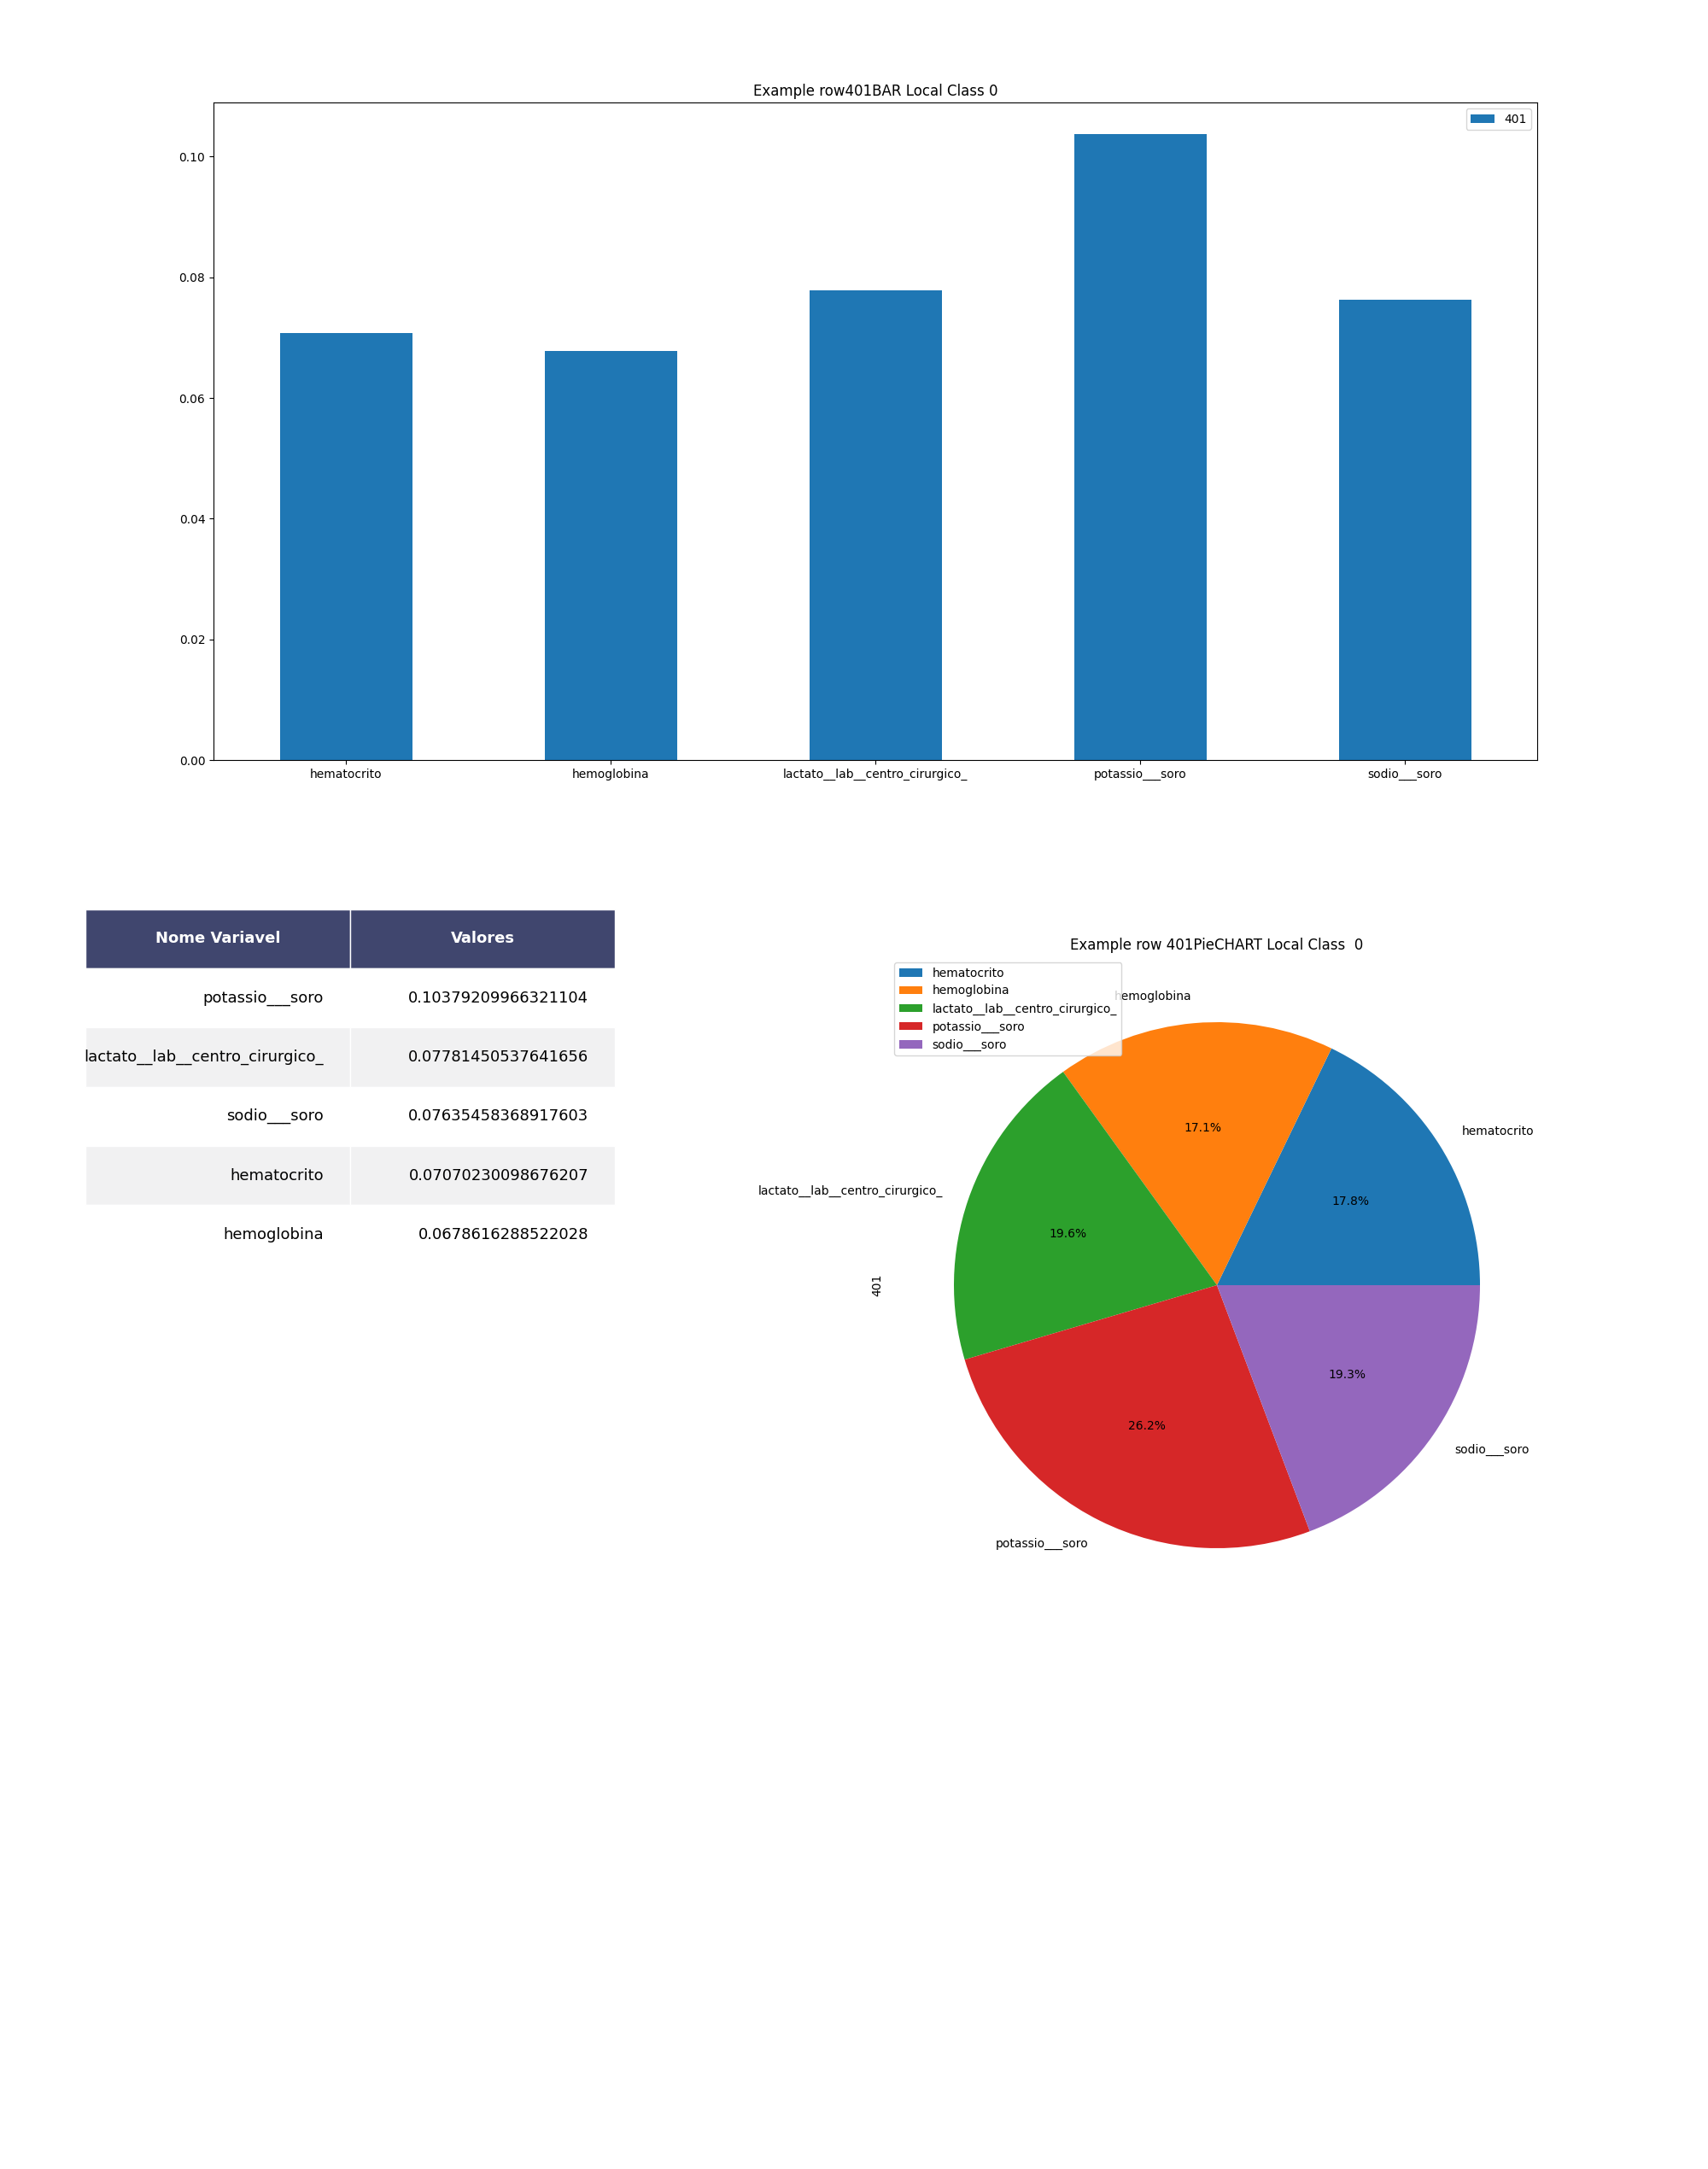 Example row401BAR Local Class 0
401
0.10
0.08
0.06
0.04
0.02
0.00
hematocrito
hemoglobina
lactato__lab__centro_cirurgico_
potassio___soro
sodio___soro
Nome Variavel Valores
potassio___soro 0.10379209966321104
lactato__lab__centro_cirurgico_ 0.07781450537641656
sodio___soro 0.07635458368917603
hematocrito 0.07070230098676207
hemoglobina 0.0678616288522028
Example row 401PieCHART Local Class  0
hematocrito
hemoglobina
lactato__lab__centro_cirurgico_
potassio___soro
sodio___soro
hemoglobina
hematocrito
lactato__lab__centro_cirurgico_
potassio___soro
sodio___soro
17.1%
17.8%
19.6%
26.2%
19.3%
401